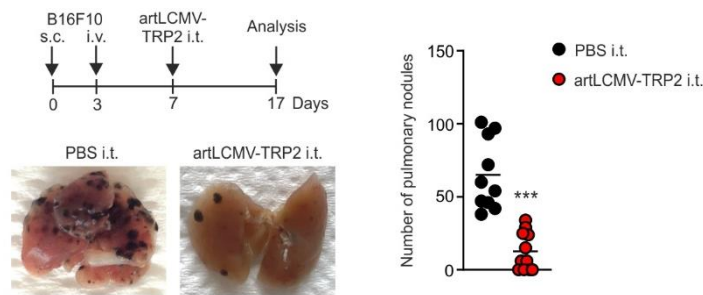 B16F10
s.c. i.v.
artLCMV-
TRP2 i.t.
Analysis
0 3 7 17 Days
PBS i.t.
artLCMV-TRP2 i.t.
Number of pulmonary nodules
150
100
50
0
***
PBS i.t.
artLCMV-TRP2 i.t.